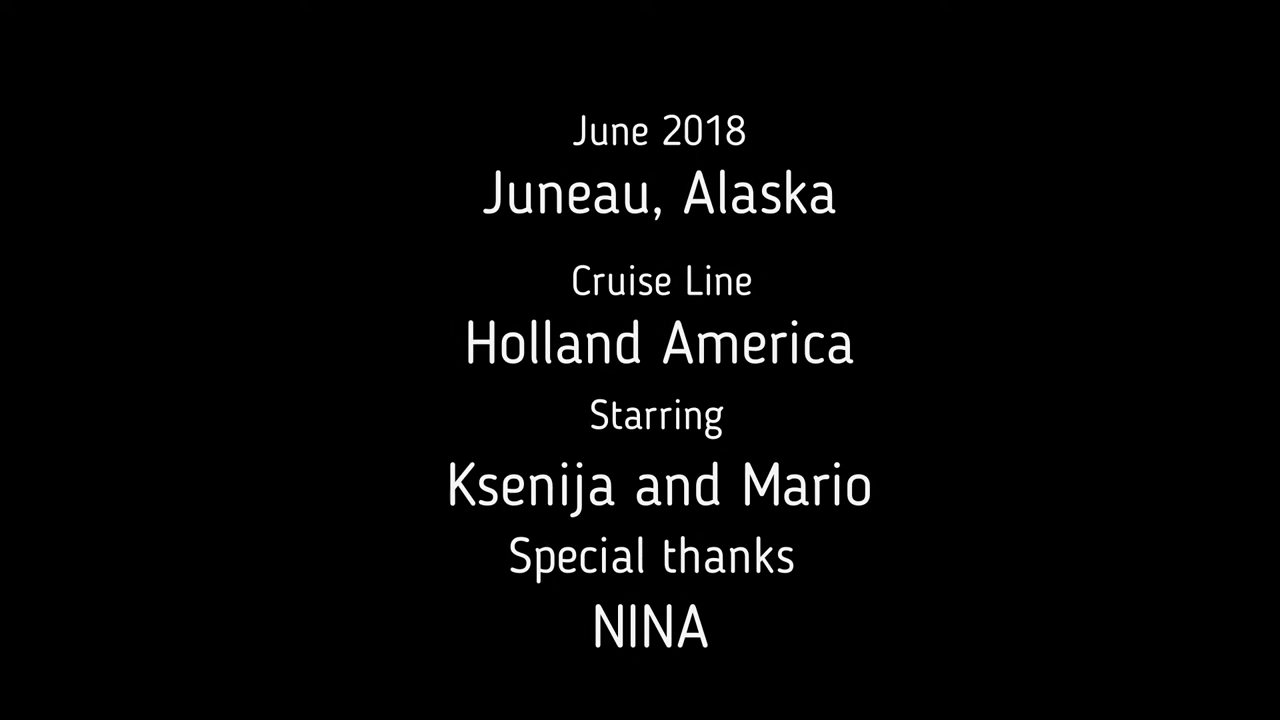 June 2018
Juneau, Alaska
Cruise Line
Holland America
Starring
Ksenija and Mario
Special thanks
NINA